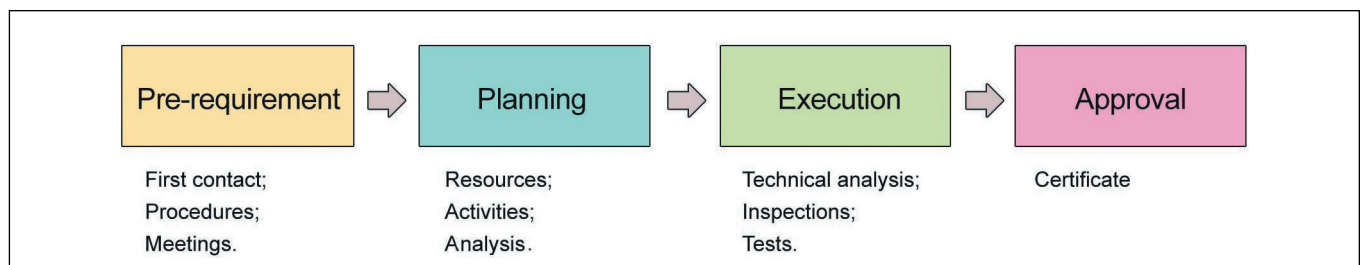 Pre-requirement
Planning
Execution
Approval
First contact;
Procedures;
Meetings.
Resources;
Activities;
Analysis.
Technical analysis;
Inspections;
Tests.
Certificate